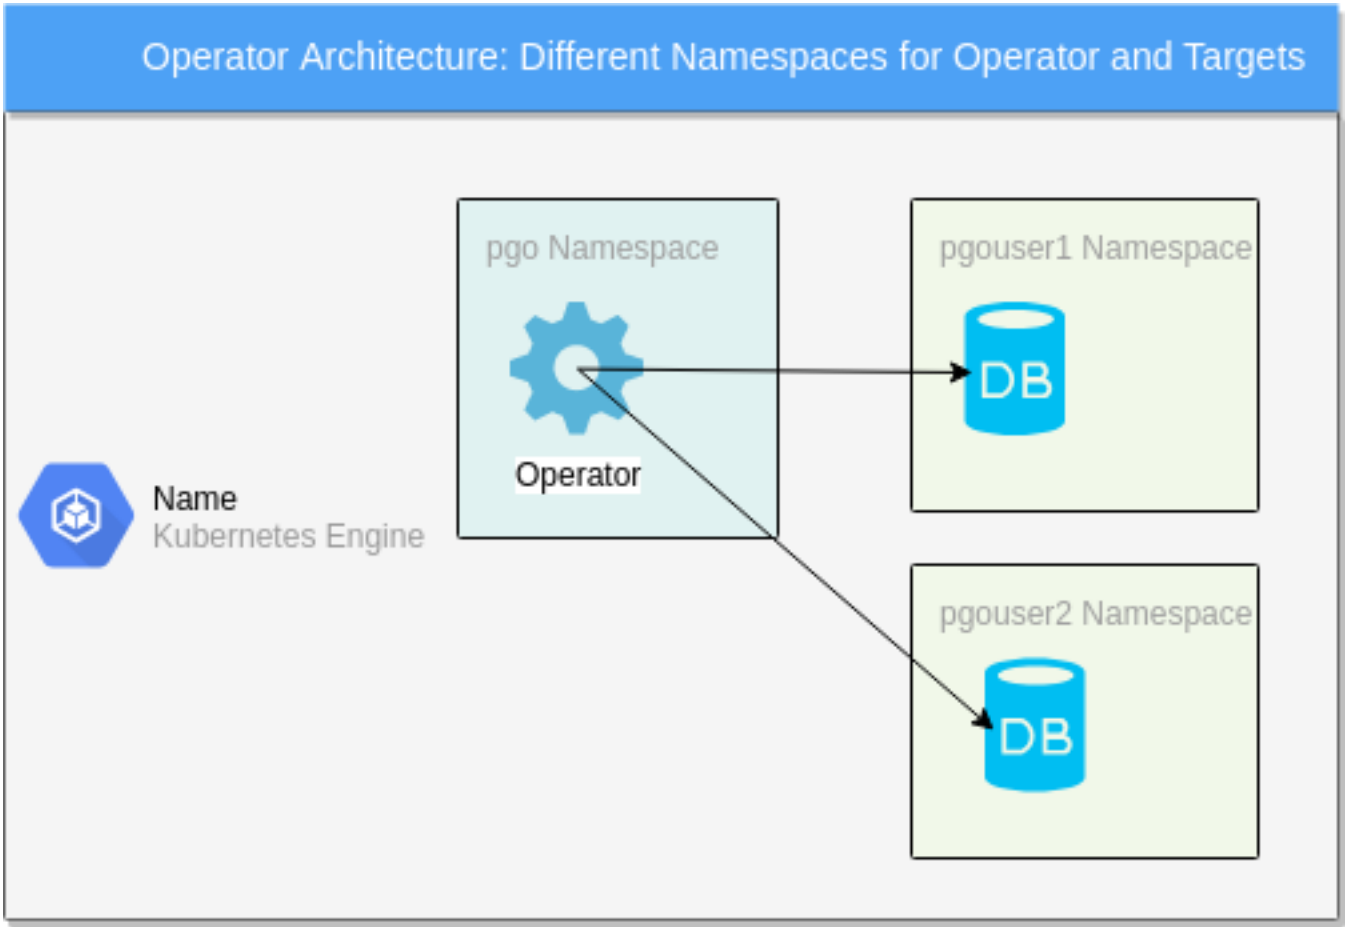 Operator Architecture: Different Namespaces for Operator and Targets
pgo Namespace
Operator
pgouser1 Namespace
DB
Name
Kubernetes Engine
pgouser2 Namespace
DB